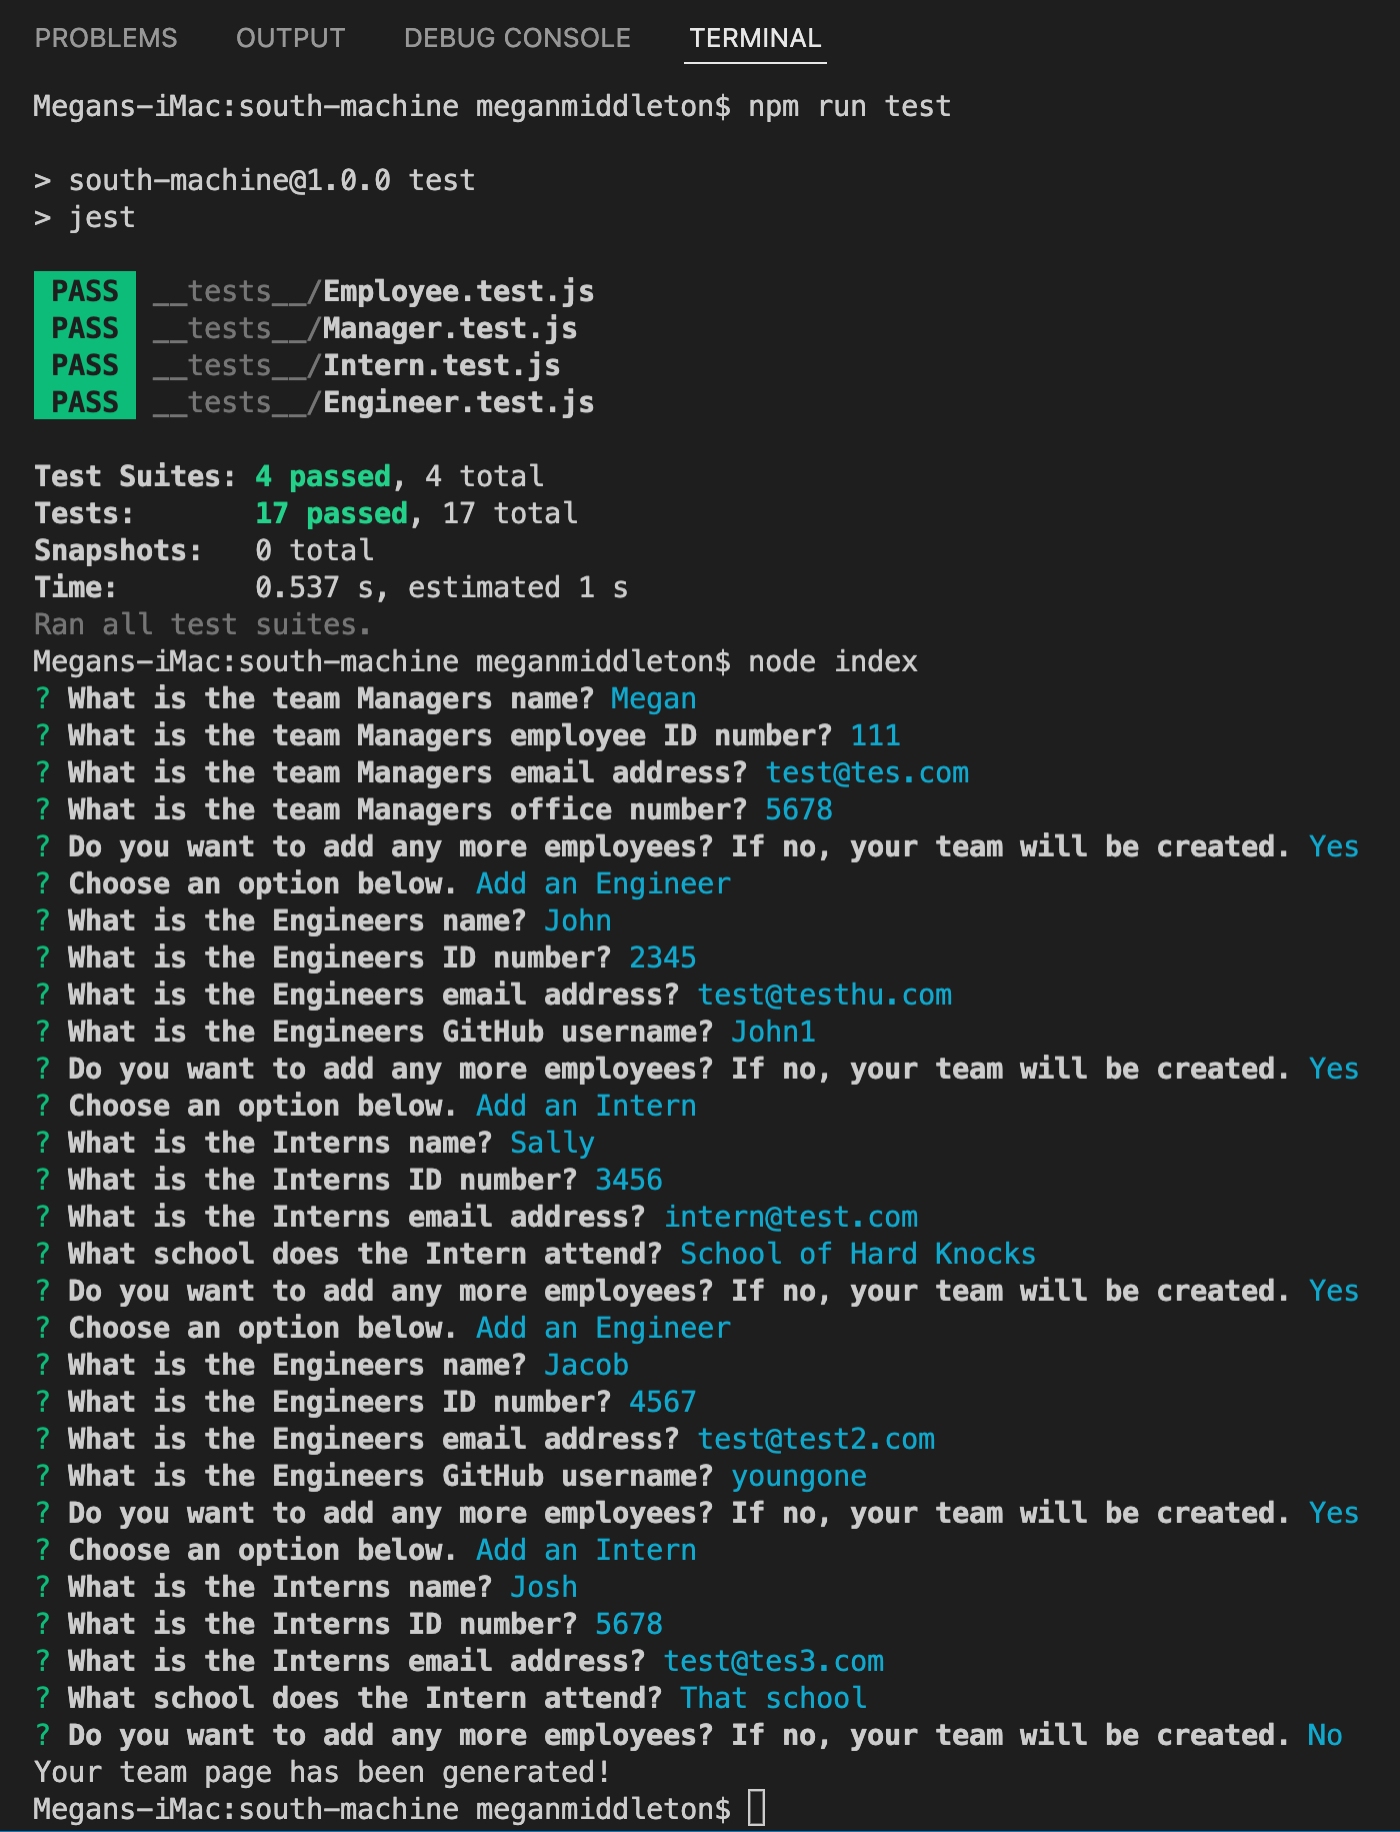 PROBLEMS OUTPUT DEBUG CONSOLE TERMINAL
Megans-iMac:south-machine meganmiddleton$ npm run test
> south-machine@1.0.0 test
> jest
PASS __tests__/Employee.test.js
PASS __tests__/Manager.test.js
PASS __tests__/Intern.test.js
PASS __tests__/Engineer.test.js
Test Suites: 4 passed, 4 total
Tests: 17 passed, 17 total
Snapshots: 0 total
Time: 0.537 s, estimated 1 s
Ran all test suites.
Megans-iMac:south-machine meganmiddleton$ node index
? What is the team Managers name? Megan
? What is the team Managers employee ID number? 111
? What is the team Managers email address? test@tes.com
? What is the team Managers office number? 5678
? Do you want to add any more employees? If no, your team will be created. Yes
? Choose an option below. Add an Engineer
? What is the Engineers name? John
? What is the Engineers ID number? 2345
? What is the Engineers email address? test@testhu.com
? What is the Engineers GitHub username? John1
? Do you want to add any more employees? If no, your team will be created. Yes
? Choose an option below. Add an Intern
? What is the Interns name? Sally
? What is the Interns ID number? 3456
? What is the Interns email address? intern@test.com
? What school does the Intern attend? School of Hard Knocks
? Do you want to add any more employees? If no, your team will be created. Yes
? Choose an option below. Add an Engineer
? What is the Engineers name? Jacob
? What is the Engineers ID number? 4567
? What is the Engineers email address? test@test2.com
? What is the Engineers GitHub username? youngone
? Do you want to add any more employees? If no, your team will be created. Yes
? Choose an option below. Add an Intern
? What is the Interns name? Josh
? What is the Interns ID number? 5678
? What is the Interns email address? test@tes3.com
? What school does the Intern attend? That school
? Do you want to add any more employees? If no, your team will be created. No
Your team page has been generated!
Megans-iMac:south-machine meganmiddleton$